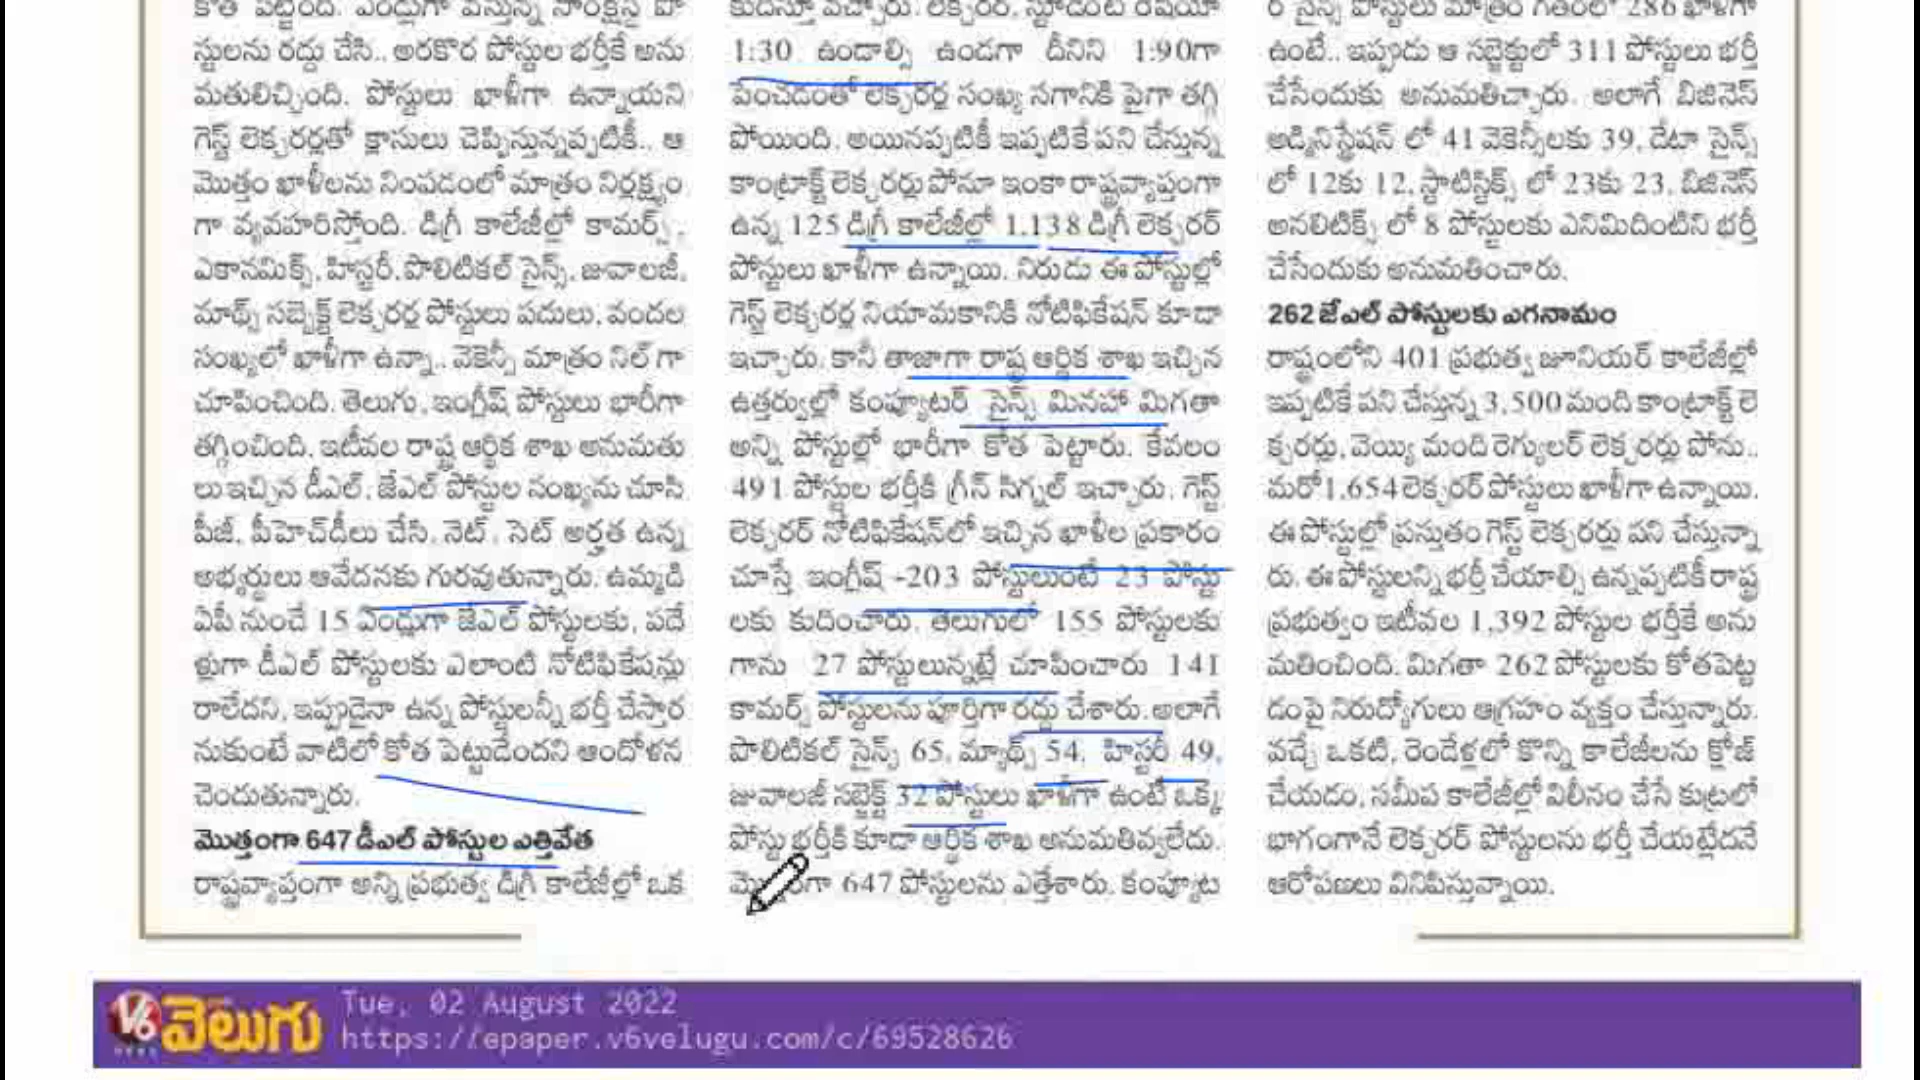 కోత పెట్టింది. ఏండ్లుగా వస్తున్న సాంక్షన్డ్ పో
స్టులను రద్దు చేసి.. అరకొర పోస్టుల భర్తీకే అను
మతులిచ్చింది. పోస్టులు ఖాళీగా ఉన్నాయని
గెస్ట్ లెక్చరర్లతో క్లాసులు చెప్పిస్తున్నప్పటికీ.. ఆ
మొత్తం ఖాళీలను నింపడంలో మాత్రం నిర్లక్ష్యం
గా వ్యవహరిస్తోంది. డిగ్రీ కాలేజీల్లో కామర్స్,
ఎకానమిక్స్, హిస్టరీ, పొలిటికల్ సైన్స్, జువాలజీ,
మాథ్స్ సబ్జెక్ట్ లెక్చరర్ల పోస్టులు పదులు, వందల
సంఖ్యలో ఖాళీగా ఉన్నా.. వెకెన్సీ మాత్రం నిల్ గా
చూపించింది. తెలుగు, ఇంగ్లీష్ పోస్టులు భారీగా
తగ్గించింది. ఇటీవల రాష్ట్ర ఆర్థిక శాఖ అనుమతు
లు ఇచ్చిన డీఎల్, జేఎల్ పోస్టుల సంఖ్యను చూసి
పీజీ, పీహెచ్‌డీలు చేసి, నెట్, సెట్ అర్హత ఉన్న
అభ్యర్థులు ఆవేదనకు గురవుతున్నారు. ఉమ్మడి
ఏపీ నుంచే 15 ఏండ్లుగా జేఎల్ పోస్టులకు, పదే
ళ్లుగా డీఎల్ పోస్టులకు ఎలాంటి నోటిఫికేషన్లు
రాలేదని, ఇప్పుడైనా ఉన్న పోస్టులన్నీ భర్తీ చేస్తార
నుకుంటే వాటిలో కోత పెట్టుడేందని ఆందోళన
చెందుతున్నారు.
మొత్తంగా 647 డీఎల్ పోస్టుల ఎత్తివేత
రాష్ట్రవ్యాప్తంగా అన్ని ప్రభుత్వ డిగ్రీ కాలేజీల్లో ఒక
కుదిస్తూ వచ్చారు. లెక్చరర్, స్టూడెంట్ రేషియో
1:30 ఉండాల్సి ఉండగా దీనిని 1:90గా
పెంచడంతో లెక్చరర్ల సంఖ్య సగానికి పైగా తగ్గి
పోయింది. అయినప్పటికీ ఇప్పటికే పని చేస్తున్న
కాంట్రాక్ట్ లెక్చరర్లు పోనూ ఇంకా రాష్ట్రవ్యాప్తంగా
ఉన్న 125 డిగ్రీ కాలేజీల్లో 1,138 డిగ్రీ లెక్చరర్
పోస్టులు ఖాళీగా ఉన్నాయి. నిరుడు ఈ పోస్టుల్లో
గెస్ట్ లెక్చరర్ల నియామకానికి నోటిఫికేషన్ కూడా
ఇచ్చారు. కానీ తాజాగా రాష్ట్ర ఆర్థిక శాఖ ఇచ్చిన
ఉత్తర్వుల్లో కంప్యూటర్ సైన్స్ మినహా మిగతా
అన్ని పోస్టుల్లో భారీగా కోత పెట్టారు. కేవలం
491 పోస్టుల భర్తీకి గ్రీన్ సిగ్నల్ ఇచ్చారు. గెస్ట్
లెక్చరర్ నోటిఫికేషన్‌లో ఇచ్చిన ఖాళీల ప్రకారం
చూస్తే ఇంగ్లీష్ -203 పోస్టులుంటే 23 పోస్టు
లకు కుదించారు. తెలుగులో 155 పోస్టులకు
గాను 27 పోస్టులున్నట్లే చూపించారు 141
కామర్స్ పోస్టులను పూర్తిగా రద్దు చేశారు. అలాగే
పొలిటికల్ సైన్స్ 65, మ్యాథ్స్ 54, హిస్టరీ 49,
జువాలజీ సబ్జెక్ట్ 32 పోస్టులు ఖాళీగా ఉంటే ఒక్క
పోస్టు భర్తీకి కూడా ఆర్థిక శాఖ అనుమతివ్వలేదు.
మొత్తంగా 647 పోస్టులను ఎత్తేశారు. కంప్యూట
ర్ సైన్స్ పోస్టులు మాత్రం గతంలో 286 ఖాళీగా
ఉంటే.. ఇప్పుడు ఆ సబ్జెక్టులో 311 పోస్టులు భర్తీ
చేసేందుకు అనుమతిచ్చారు. అలాగే బిజినెస్
అడ్మినిస్ట్రేషన్ లో 41 వెకెన్సీలకు 39, డేటా సైన్స్
లో 12కు 12, స్టాటిస్టిక్స్ లో 23కు 23, బిజినెస్
అనలిటిక్స్ లో 8 పోస్టులకు ఎనిమిదింటిని భర్తీ
చేసేందుకు అనుమతించారు.
262 జేఎల్ పోస్టులకు ఎగనామం
రాష్ట్రంలోని 401 ప్రభుత్వ జూనియర్ కాలేజీల్లో
ఇప్పటికే పని చేస్తున్న 3,500 మంది కాంట్రాక్ట్ లె
క్చరర్లు, వెయ్యి మంది రెగ్యులర్ లెక్చరర్లు పోను..
మరో 1,654 లెక్చరర్ పోస్టులు ఖాళీగా ఉన్నాయి.
ఈ పోస్టుల్లో ప్రస్తుతం గెస్ట్ లెక్చరర్లు పని చేస్తున్నా
రు. ఈ పోస్టులన్నీ భర్తీ చేయాల్సి ఉన్నప్పటికీ రాష్ట్ర
ప్రభుత్వం ఇటీవల 1,392 పోస్టుల భర్తీకే అను
మతించింది. మిగతా 262 పోస్టులకు కోతపెట్ట
డంపై నిరుద్యోగులు ఆగ్రహం వ్యక్తం చేస్తున్నారు.
వచ్చే ఒకటి, రెండేళ్లలో కొన్ని కాలేజీలను క్లోజ్
చేయడం, సమీప కాలేజీల్లో విలీనం చేసే కుట్రలో
భాగంగానే లెక్చరర్ పోస్టులను భర్తీ చేయట్లేదనే
ఆరోపణలు వినిపిస్తున్నాయి.
V6 వెలుగు
NEWS
Tue, 02 August 2022
https://epaper.v6velugu.com/c/69528626